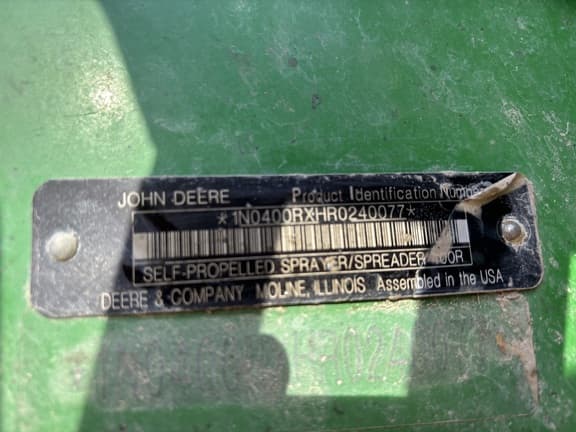 JOHN DEERE Product Identification Number
*1N0400RXHR0240077*
SELF-PROPELLED SPRAYER/SPREADER 400R
DEERE & COMPANY MOLINE, ILLINOIS Assembled in the USA